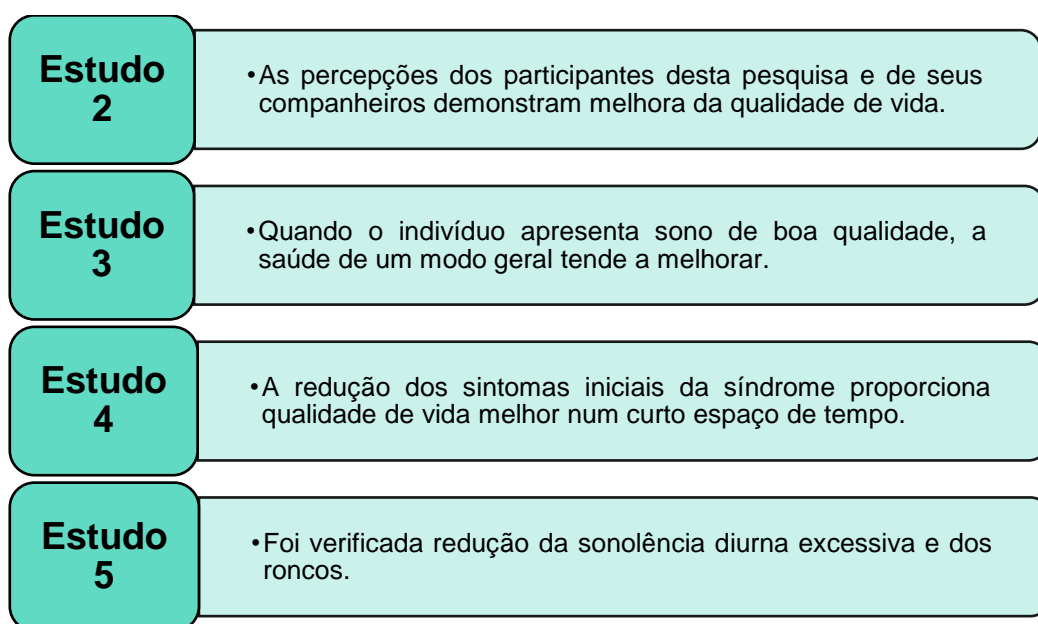 Estudo
2
•As percepções dos participantes desta pesquisa e de seus
companheiros demonstram melhora da qualidade de vida.
Estudo
3
•Quando o indivíduo apresenta sono de boa qualidade, a
saúde de um modo geral tende a melhorar.
Estudo
4
•A redução dos sintomas iniciais da síndrome proporciona
qualidade de vida melhor num curto espaço de tempo.
Estudo
5
•Foi verificada redução da sonolência diurna excessiva e dos
roncos.